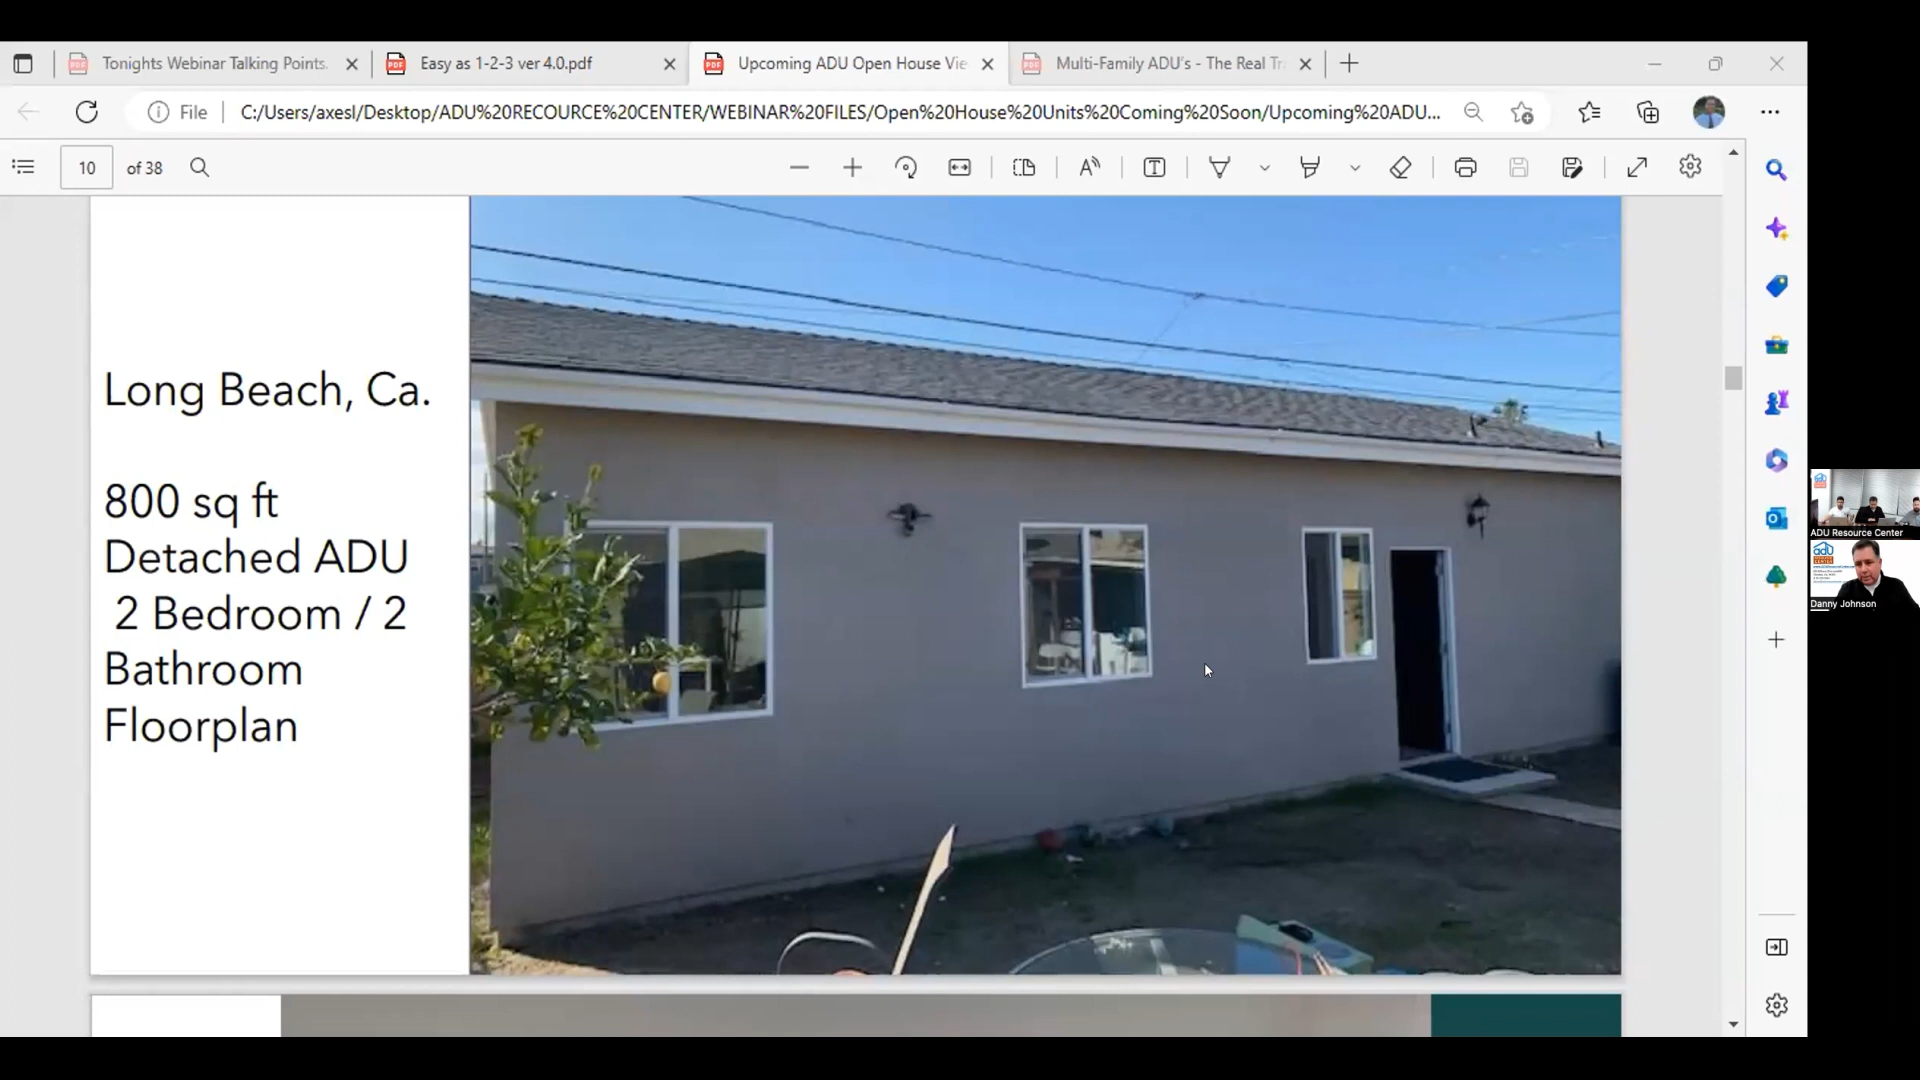 Tonights Webinar Talking Points.
Easy as 1-2-3 ver 4.0.pdf
Upcoming ADU Open House Vie
Multi-Family ADU's - The Real Tr
File
C:/Users/axesl/Desktop/ADU%20RECOURCE%20CENTER/WEBINAR%20FILES/Open%20House%20Units%20Coming%20Soon/Upcoming%20ADU...
10 of 38
Long Beach, Ca.
800 sq ft
Detached ADU
2 Bedroom / 2
Bathroom
Floorplan
ADU Resource Center
Danny Johnson